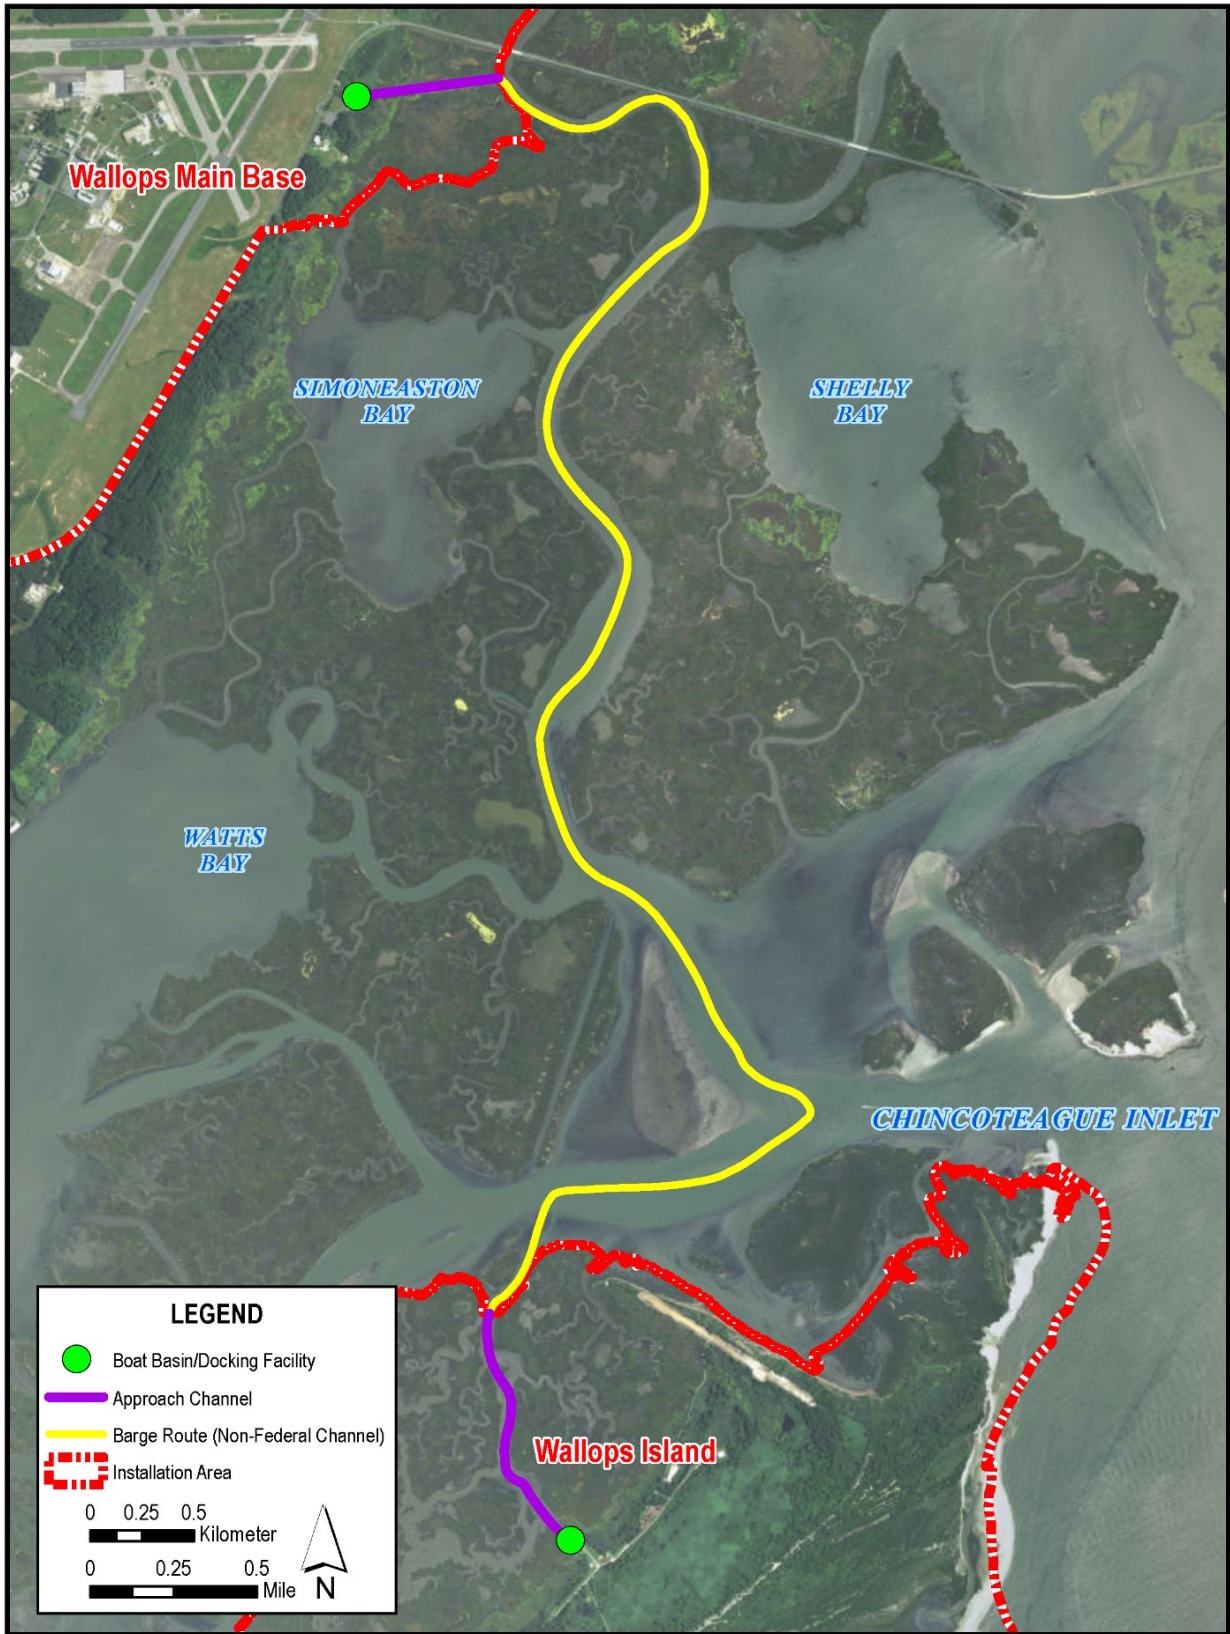 Wallops Main Base
SIMONEASTON
BAY
SHELLY
BAY
WATTS
BAY
CHINCOTEAGUE INLET
Wallops Island
LEGEND
Boat Basin/Docking Facility
Approach Channel
Barge Route (Non-Federal Channel)
Installation Area
0 0.25 0.5
Kilometer
0 0.25 0.5
Mile
N